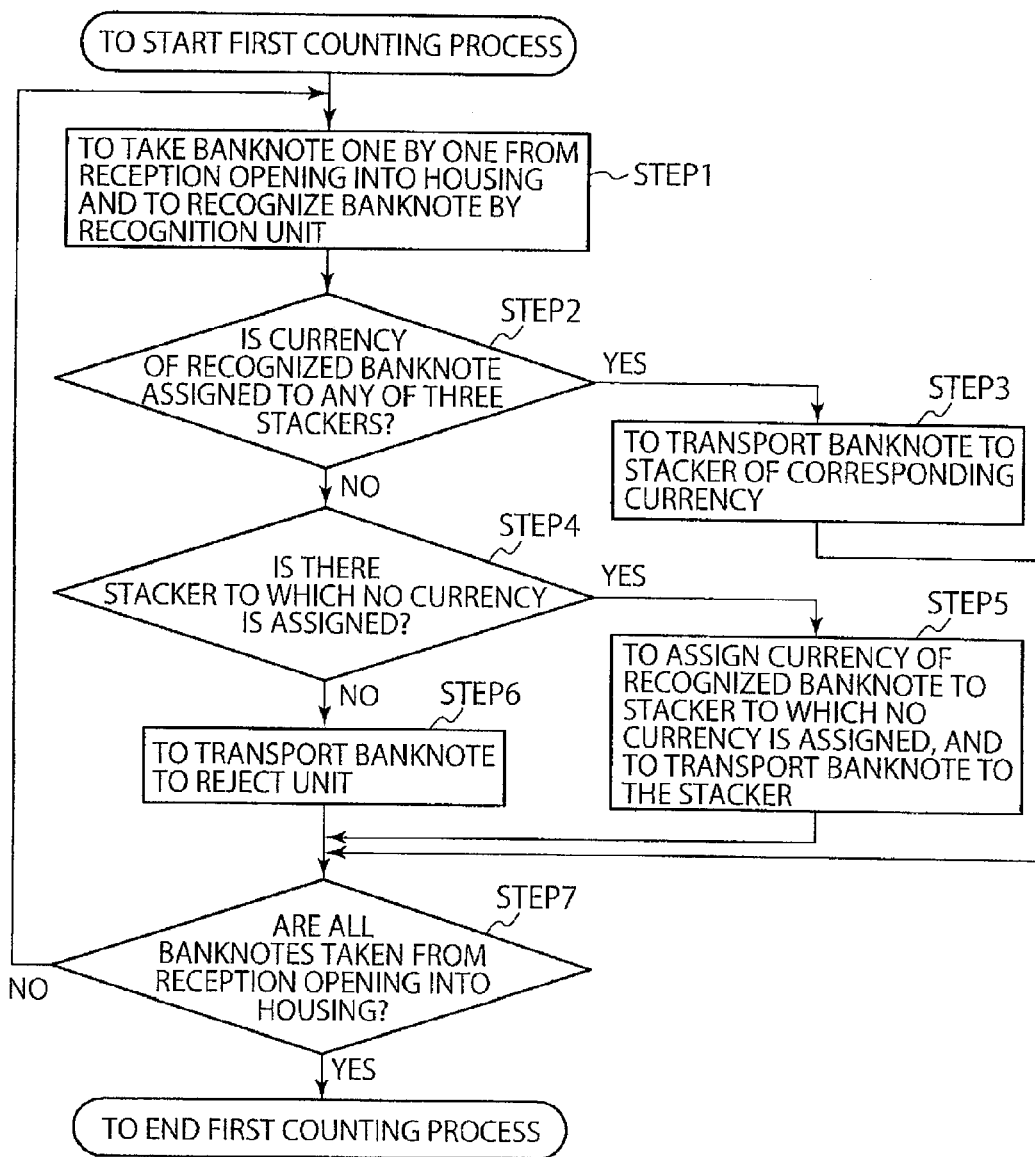 TO START FIRST COUNTING PROCESS
TO TAKE BANKNOTE ONE BY ONE FROM
RECEPTION OPENING INTO HOUSING
AND TO RECOGNIZE BANKNOTE BY
RECOGNITION UNIT
STEP1
STEP2
IS CURRENCY
OF RECOGNIZED BANKNOTE
ASSIGNED TO ANY OF THREE
STACKERS?
YES
STEP3
TO TRANSPORT BANKNOTE TO
STACKER OF CORRESPONDING
CURRENCY
NO
STEP4
IS THERE
STACKER TO WHICH NO CURRENCY
IS ASSIGNED?
YES
STEP5
TO ASSIGN CURRENCY OF
RECOGNIZED BANKNOTE TO
STACKER TO WHICH NO
CURRENCY IS ASSIGNED, AND
TO TRANSPORT BANKNOTE TO
THE STACKER
NO
STEP6
TO TRANSPORT BANKNOTE
TO REJECT UNIT
STEP7
ARE ALL
BANKNOTES TAKEN FROM
RECEPTION OPENING INTO
HOUSING?
NO
YES
TO END FIRST COUNTING PROCESS